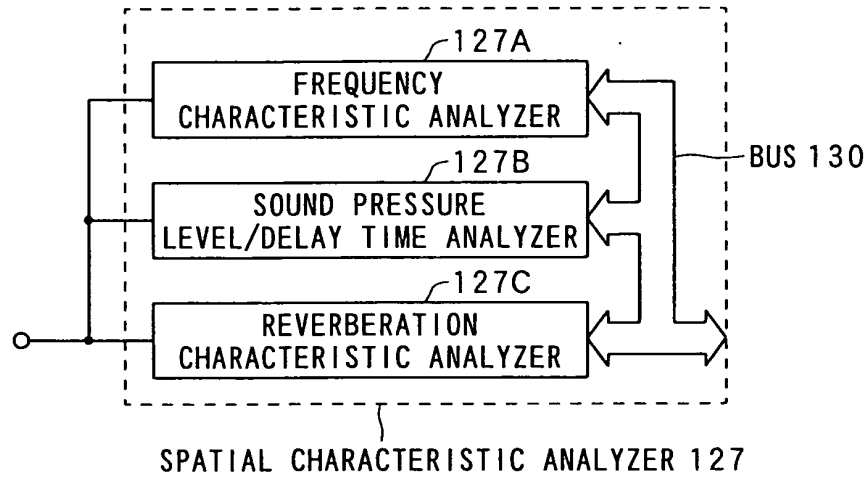 127A
FREQUENCY
CHARACTERISTIC ANALYZER
127B
SOUND PRESSURE
LEVEL/DELAY TIME ANALYZER
BUS 130
127C
REVERBERATION
CHARACTERISTIC ANALYZER
SPATIAL CHARACTERISTIC ANALYZER 127